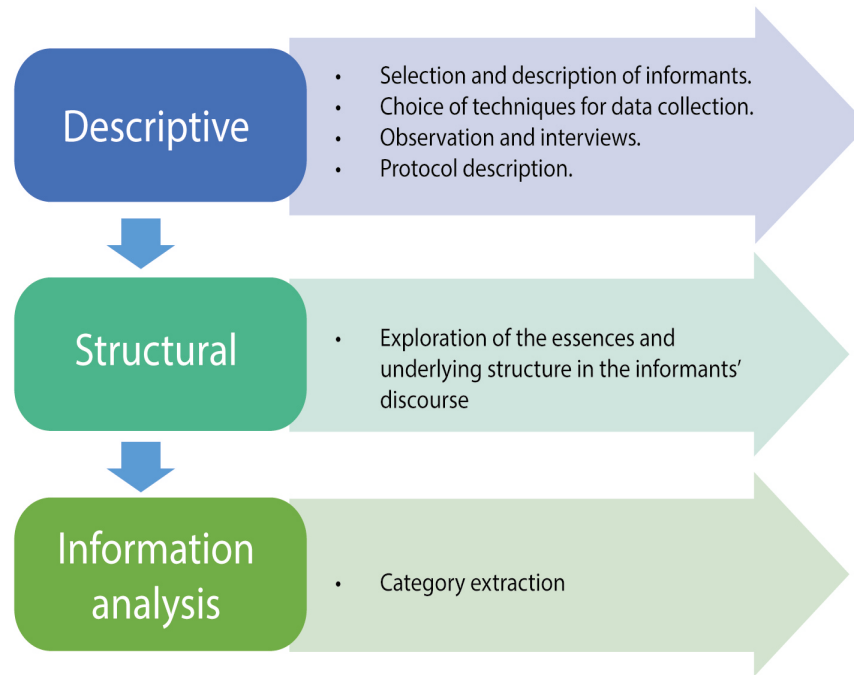 Descriptive
• Selection and description of informants.
• Choice of techniques for data collection.
• Observation and interviews.
• Protocol description.
Structural
• Exploration of the essences and
underlying structure in the informants’
discourse
Information
analysis
• Category extraction